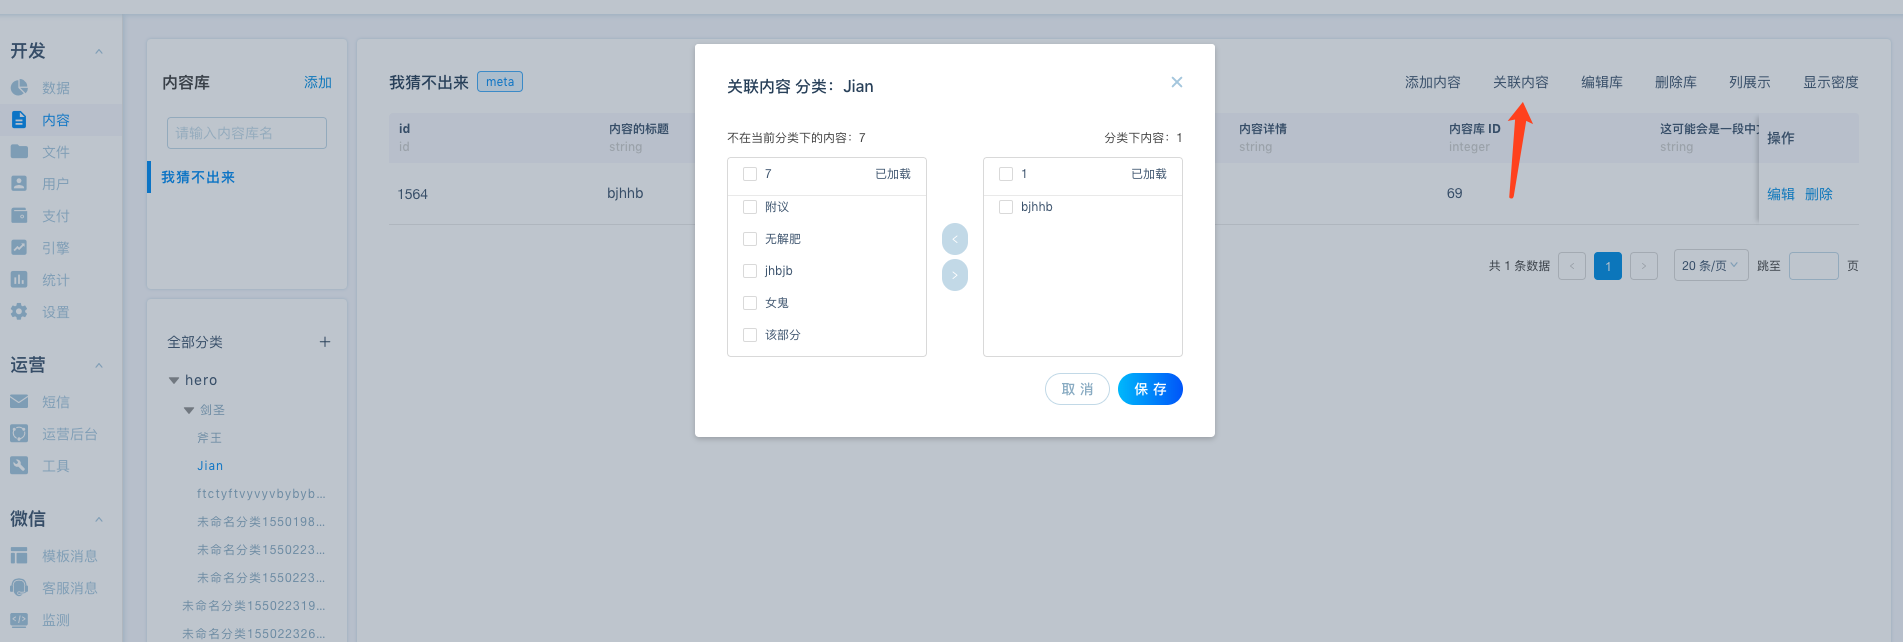 开发
数据
内容
文件
用户
支付
引擎
统计
设置
运营
短信
运营后台
工具
微信
模板消息
客服消息
监测
内容库 添加
请输入内容库名
我猜不出来
全部分类 +
hero
剑圣
斧王
Jian
ftctyftvyvyvbybyb...
未命名分类1550198...
未命名分类1550223...
未命名分类1550223...
未命名分类155022319...
未命名分类155022326...
我猜不出来 meta
添加内容 关联内容 编辑库 删除库 列展示 显示密度
id 内容的标题 内容详情 内容库 ID 这可能会是一段中 操作
id string string integer string
1564 bjhhb 69 编辑 删除
共 1 条数据 < 1 > 20 条/页 跳至 页
关联内容 分类：Jian
不在当前分类下的内容：7 分类下内容：1
7 已加载
附议
无解肥
jhbjb
女鬼
该部分
<
>
1 已加载
bjhhb
取 消 保 存